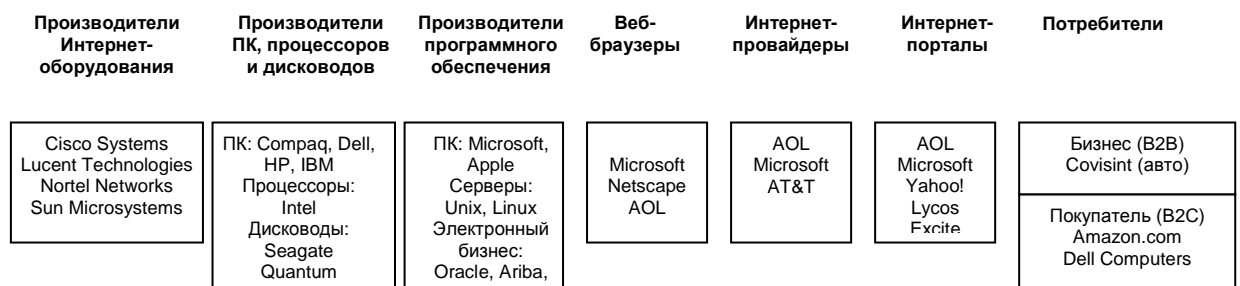 Производители
Интернет-
оборудования
Производители
ПК, процессоров
и дисководов
Производители
программного
обеспечения
Веб-
браузеры
Интернет-
провайдеры
Интернет-
порталы
Потребители
Cisco Systems
Lucent Technologies
Nortel Networks
Sun Microsystems
ПК: Compaq, Dell,
HP, IBM
Процессоры:
Intel
Дисководы:
Seagate
Quantum
ПК: Microsoft,
Apple
Серверы:
Unix, Linux
Электронный
бизнес:
Oracle, Ariba,
Microsoft
Netscape
AOL
AOL
Microsoft
AT&T
AOL
Microsoft
Yahoo!
Lycos
Excite
Бизнес (B2B)
Covisint (авто)
Покупатель (B2C)
Amazon.com
Dell Computers